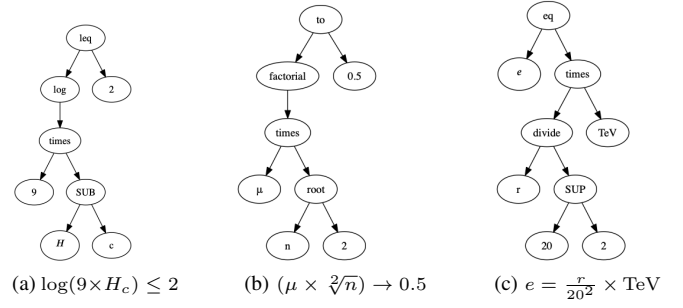 leq
log
2
times
9
SUB
H
c
(a) log(9×H_c) ≤ 2
to
factorial
0.5
times
μ
root
n
2
(b) (μ × ²√n) → 0.5
eq
e
times
divide
TeV
r
SUP
20
2
(c) e = r/20² × TeV